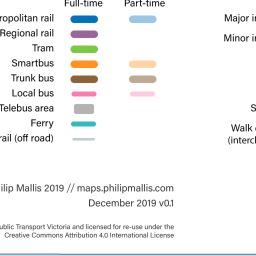 Full-time Part-time
ropolitan rail
Regional rail
Tram
Smartbus
Trunk bus
Local bus
Telebus area
Ferry
rail (off road)
Major i
Minor i
S
Walk
(interc
ilip Mallis 2019 // maps.philipmallis.com
December 2019 v0.1
ublic Transport Victoria and licensed for re-use under the
Creative Commons Attribution 4.0 International License